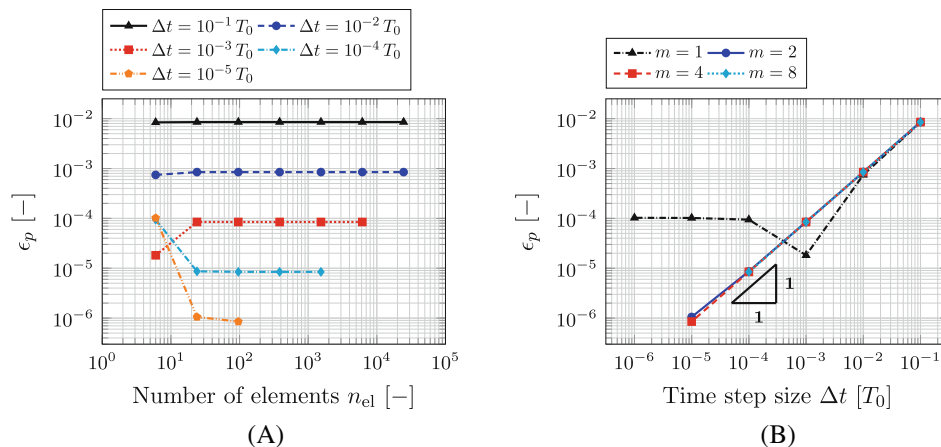 Δt = 10⁻¹ T₀ Δt = 10⁻² T₀
Δt = 10⁻³ T₀ Δt = 10⁻⁴ T₀
Δt = 10⁻⁵ T₀
10⁻²
10⁻³
10⁻⁴
10⁻⁵
10⁻⁶
ϵₚ [−]
10⁰ 10¹ 10² 10³ 10⁴ 10⁵
Number of elements nₑₗ [−]
(A)
m = 1 m = 2
m = 4 m = 8
10⁻²
10⁻³
10⁻⁴
10⁻⁵
10⁻⁶
ϵₚ [−]
1
1
10⁻⁶ 10⁻⁵ 10⁻⁴ 10⁻³ 10⁻² 10⁻¹
Time step size Δt [T₀]
(B)